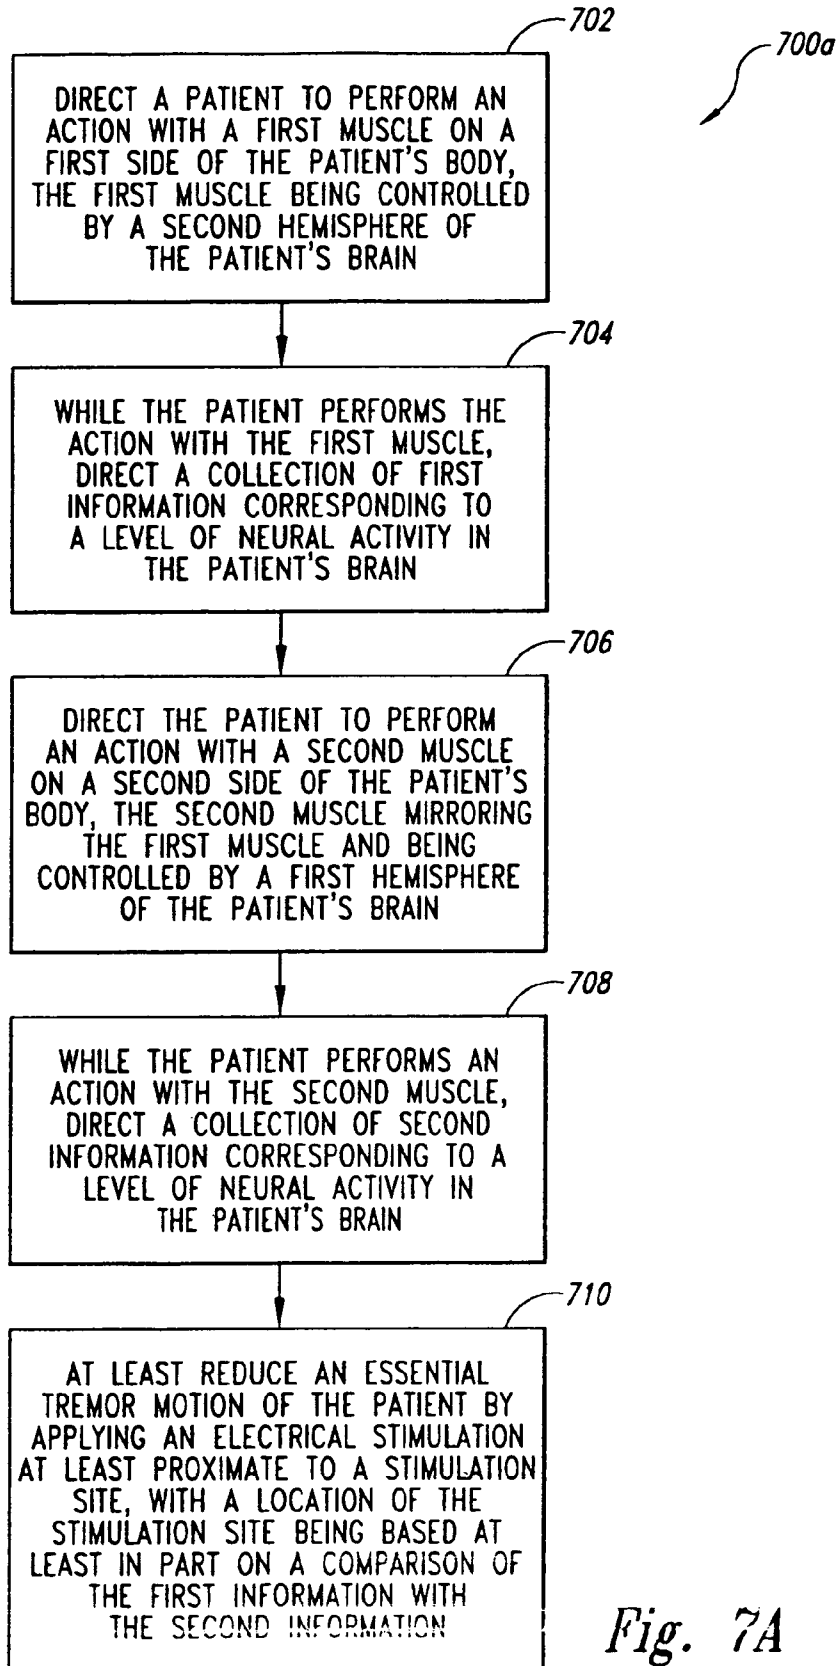 702
700a
DIRECT A PATIENT TO PERFORM AN
ACTION WITH A FIRST MUSCLE ON A
FIRST SIDE OF THE PATIENT'S BODY,
THE FIRST MUSCLE BEING CONTROLLED
BY A SECOND HEMISPHERE OF
THE PATIENT'S BRAIN
704
WHILE THE PATIENT PERFORMS THE
ACTION WITH THE FIRST MUSCLE,
DIRECT A COLLECTION OF FIRST
INFORMATION CORRESPONDING TO
A LEVEL OF NEURAL ACTIVITY IN
THE PATIENT'S BRAIN
706
DIRECT THE PATIENT TO PERFORM
AN ACTION WITH A SECOND MUSCLE
ON A SECOND SIDE OF THE PATIENT'S
BODY, THE SECOND MUSCLE MIRRORING
THE FIRST MUSCLE AND BEING
CONTROLLED BY A FIRST HEMISPHERE
OF THE PATIENT'S BRAIN
708
WHILE THE PATIENT PERFORMS AN
ACTION WITH THE SECOND MUSCLE,
DIRECT A COLLECTION OF SECOND
INFORMATION CORRESPONDING TO A
LEVEL OF NEURAL ACTIVITY IN
THE PATIENT'S BRAIN
710
AT LEAST REDUCE AN ESSENTIAL
TREMOR MOTION OF THE PATIENT BY
APPLYING AN ELECTRICAL STIMULATION
AT LEAST PROXIMATE TO A STIMULATION
SITE, WITH A LOCATION OF THE
STIMULATION SITE BEING BASED AT
LEAST IN PART ON A COMPARISON OF
THE FIRST INFORMATION WITH
THE SECOND INFORMATION
Fig. 7A